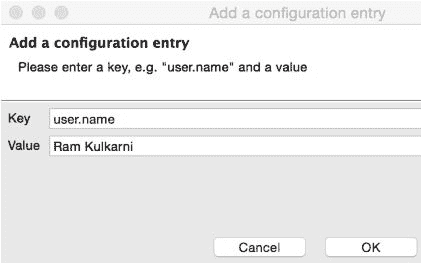 Add a configuration entry
Add a configuration entry
Please enter a key, e.g. "user.name" and a value
Key user.name
Value Ram Kulkarni
Cancel OK